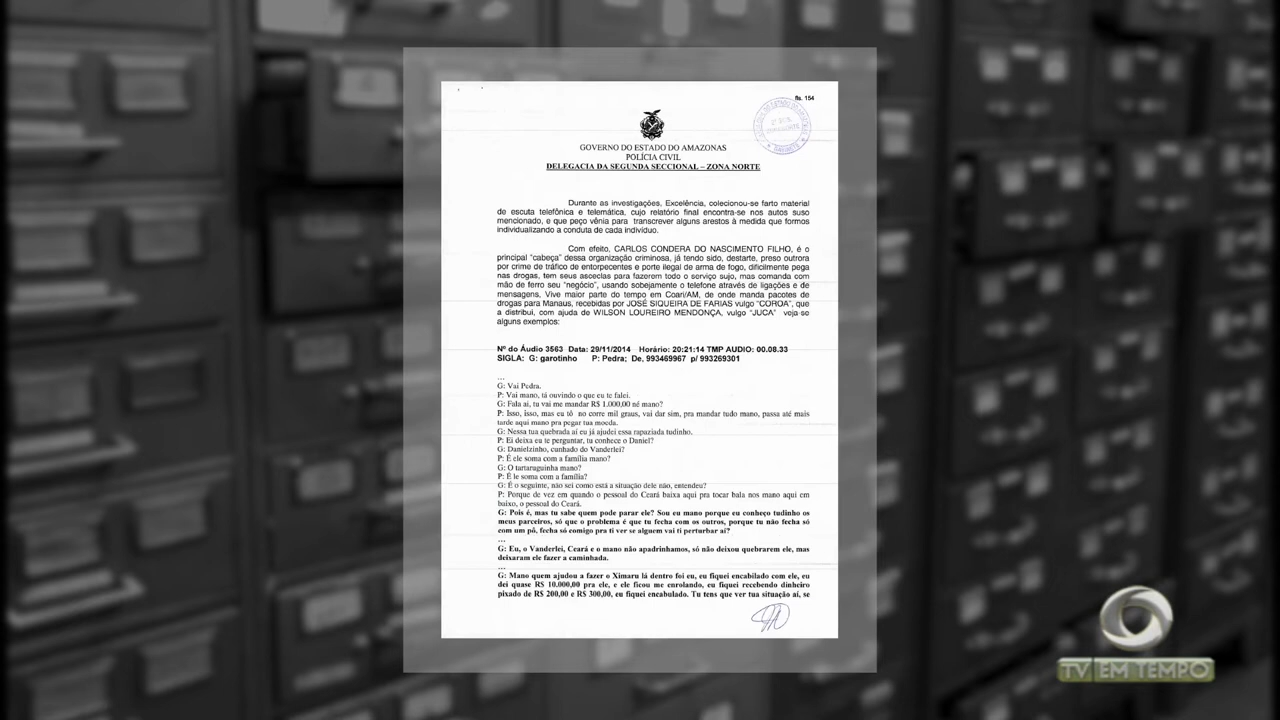 fls. 154
GOVERNO DO ESTADO DO AMAZONAS
POLÍCIA CIVIL
DELEGACIA DA SEGUNDA SECCIONAL – ZONA NORTE
Durante as investigações, Excelência, colecionou-se farto material
de escuta telefônica e telemática, cujo relatório final encontra-se nos autos suso
mencionado, e que peço vênia para transcrever alguns arestos à medida que formos
individualizando a conduta de cada indivíduo.
Com efeito, CARLOS CONDERA DO NASCIMENTO FILHO, é o
principal "cabeça" dessa organização criminosa, já tendo sido, destarte, preso outrora
por crime de tráfico de entorpecentes e porte ilegal de arma de fogo, dificilmente pega
nas drogas, tem seus asceclas para fazerem todo o serviço sujo, mas comanda com
mão de ferro seu "negócio", usando sobejamente o telefone através de ligações e de
mensagens, Vive maior parte do tempo em Coari/AM, de onde manda pacotes de
drogas para Manaus, recebidas por JOSÉ SIQUEIRA DE FARIAS vulgo "COROA", que
a distribui, com ajuda de WILSON LOUREIRO MENDONÇA, vulgo "JUCA" veja-se
alguns exemplos:
Nº do Áudio 3563 Data: 29/11/2014 Horário: 20:21:14 TMP AUDIO: 00.08.33
SIGLA: G: garotinho P: Pedra; De, 993469967 p/ 993269301
...
G: Vai Pedra.
P: Vai mano, tá ouvindo o que eu te falei.
G: Fala aí, tu vai me mandar R$ 1.000,00 né mano?
P: Isso, isso, mas eu tô no corre mil graus, vai dar sim, pra mandar tudo mano, passa até mais
tarde aqui mano pra pegar tua moeda.
G: Nessa tua quebrada aí eu já ajudei essa rapaziada tudinho.
P: Ei deixa eu te perguntar, tu conhece o Daniel?
G: Danielzinho, cunhado do Vanderlei?
P: É ele soma com a família mano?
G: O tartaraguinha mano?
P: É le soma com a família?
G: É o seguinte, não sei como está a situação dele não, entendeu?
P: Porque de vez em quando o pessoal do Ceará baixa aqui pra tocar bala nos mano aqui em
baixo, o pessoal do Ceará.
G: Pois é, mas tu sabe quem pode parar ele? Sou eu mano porque eu conheço tudinho os
meus parceiros, só que o problema é que tu fecha com os outros, porque tu não fecha só
com um pô, fecha só comigo pra ti ver se alguem vai ti perturbar aí?
...
G: Eu, o Vanderlei, Ceará e o mano não apadrinhamos, só não deixou quebrarem ele, mas
deixaram ele fazer a caminhada.
...
G: Mano quem ajudou a fazer o Ximaru lá dentro foi eu, eu fiquei encabilado com ele, eu
dei quase R$ 10.000,00 pra ele, e ele ficou me enrolando, eu fiquei recebendo dinheiro
pixado de R$ 200,00 e R$ 300,00, eu fiquei encabulado. Tu tens que ver tua situação aí, se
TV EM TEMPO